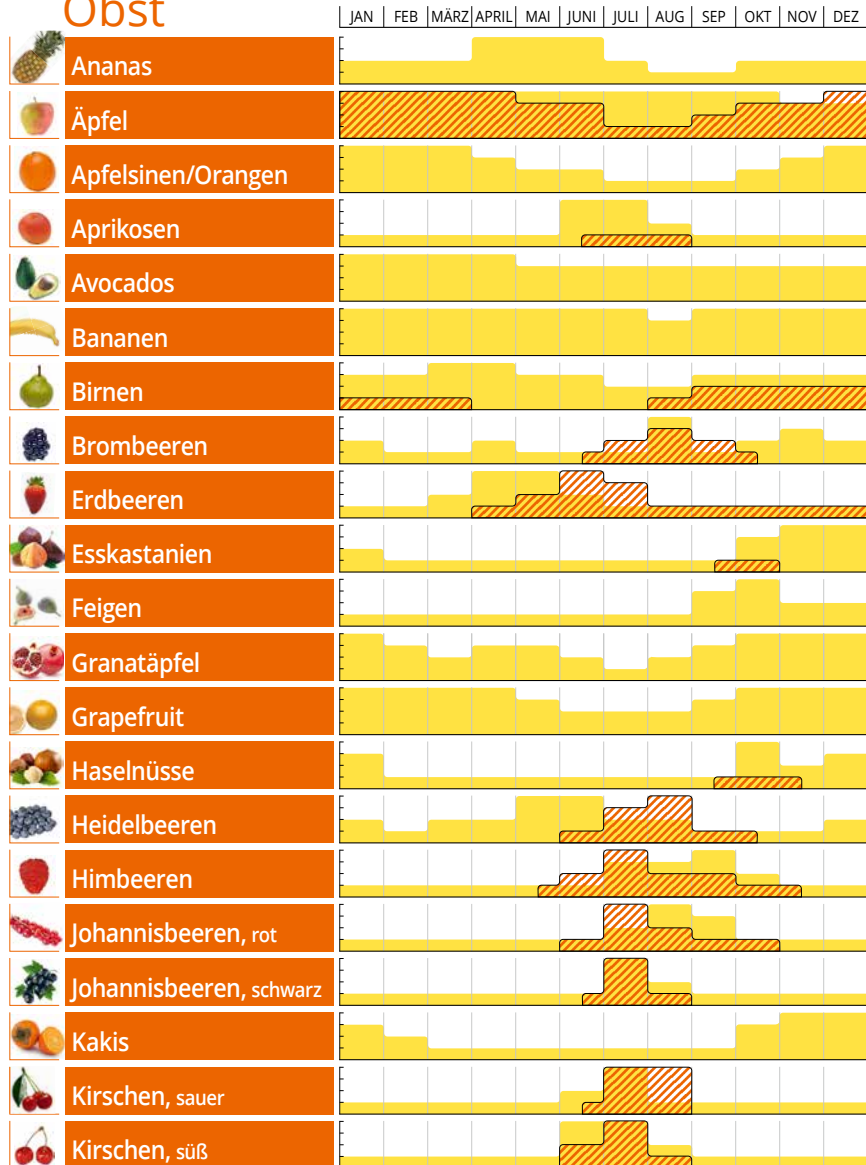 Obst
JAN FEB MÄRZ APRIL MAI JUNI JULI AUG SEP OKT NOV DEZ
Ananas
Äpfel
Apfelsinen/Orangen
Aprikosen
Avocados
Bananen
Birnen
Brombeeren
Erdbeeren
Esskastanien
Feigen
Granatäpfel
Grapefruit
Haselnüsse
Heidelbeeren
Himbeeren
Johannisbeeren, rot
Johannisbeeren, schwarz
Kakis
Kirschen, sauer
Kirschen, süß